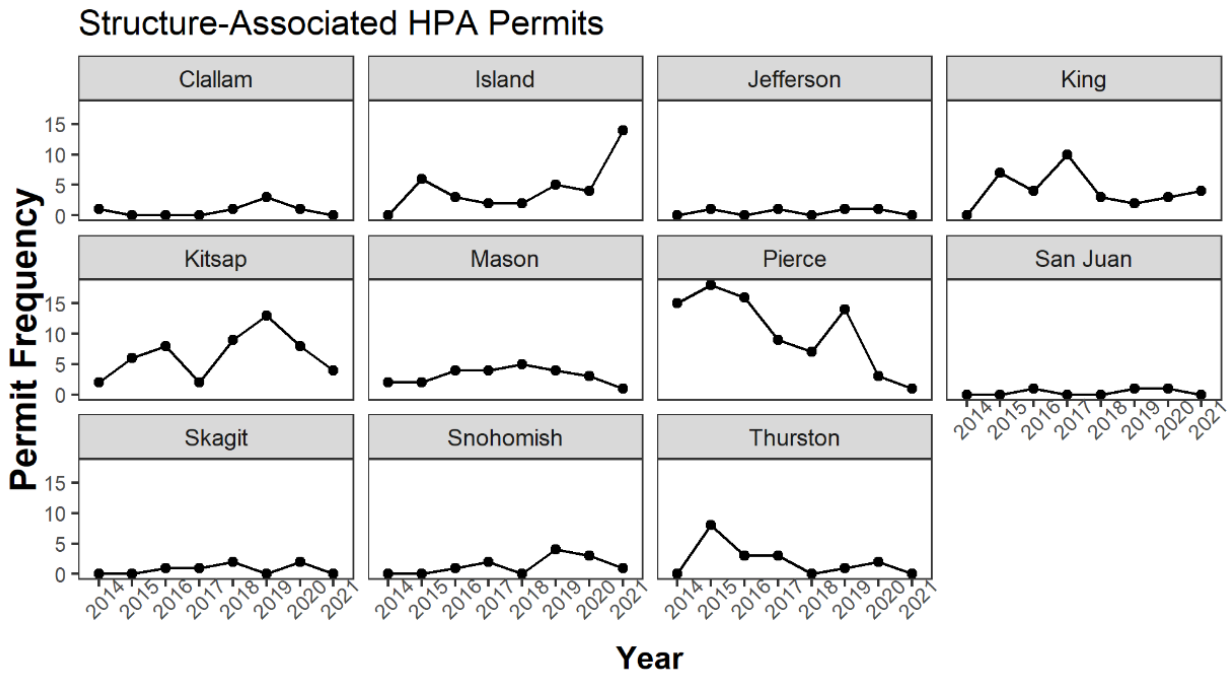 Structure-Associated HPA Permits
Clallam Island Jefferson King
15
10
5
0
Kitsap Mason Pierce San Juan
15
10
5
0
2014 2015 2016 2017 2018 2019 2020 2021
Skagit Snohomish Thurston
15
10
5
0
2014 2015 2016 2017 2018 2019 2020 2021 2014 2015 2016 2017 2018 2019 2020 2021 2014 2015 2016 2017 2018 2019 2020 2021
Permit Frequency
Year